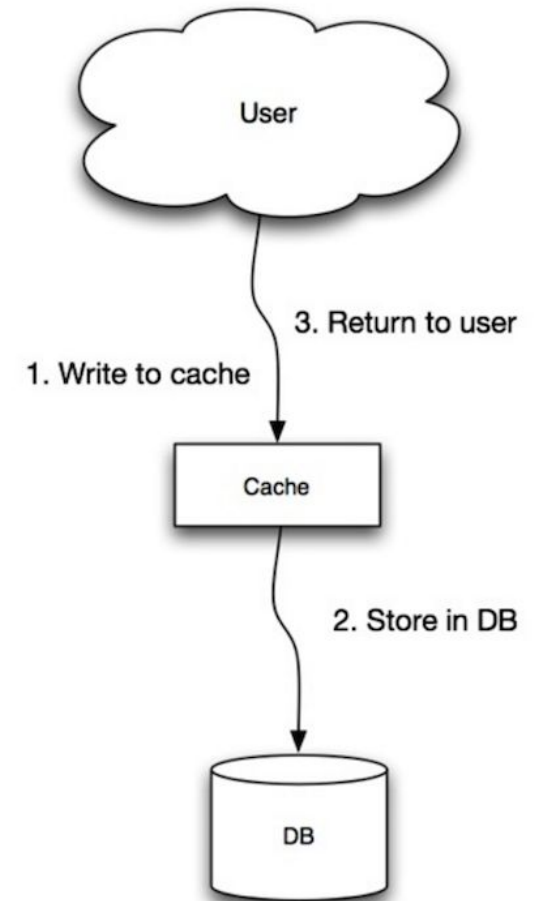 User
3. Return to user
1. Write to cache
Cache
2. Store in DB
DB